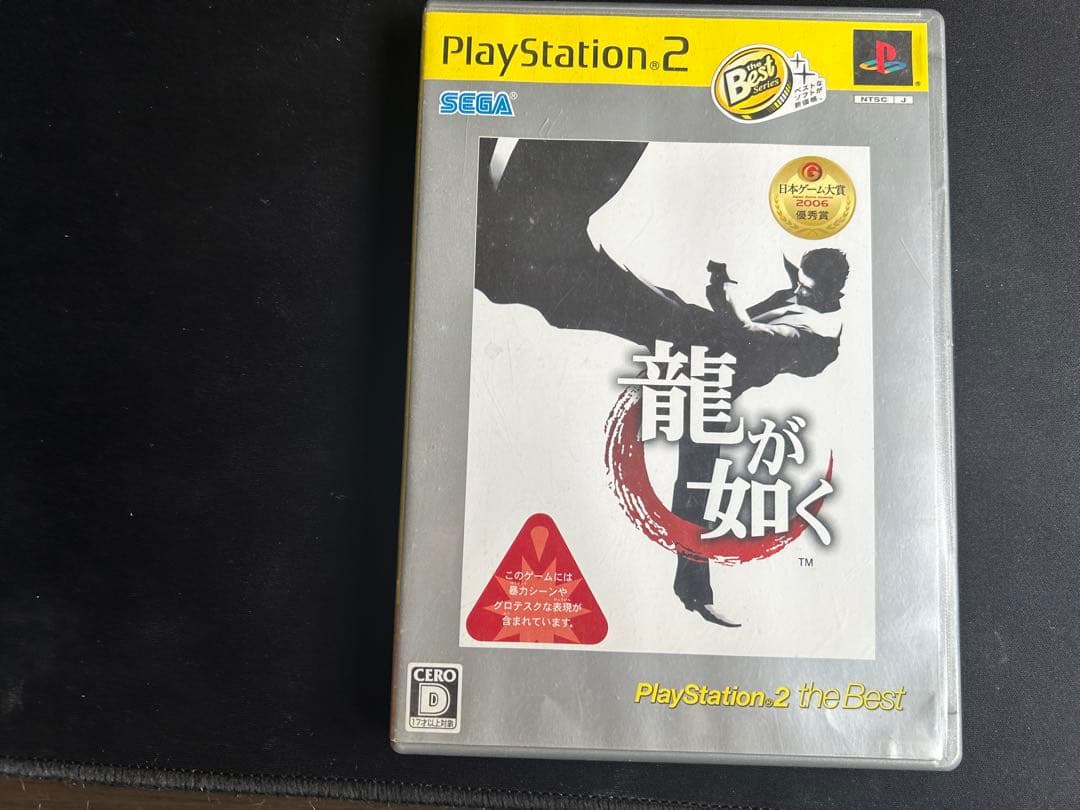 PlayStation®2
the Best Series
ベストな
ソフトが
新価格。
PS
®
NTSC J
SEGA®
G
日本ゲーム大賞
2006
優秀賞
龍が
如く
TM
このゲームには
暴力シーンや
グロテスクな表現が
含まれています。
CERO
D
17才以上対象
PlayStation®2 the Best